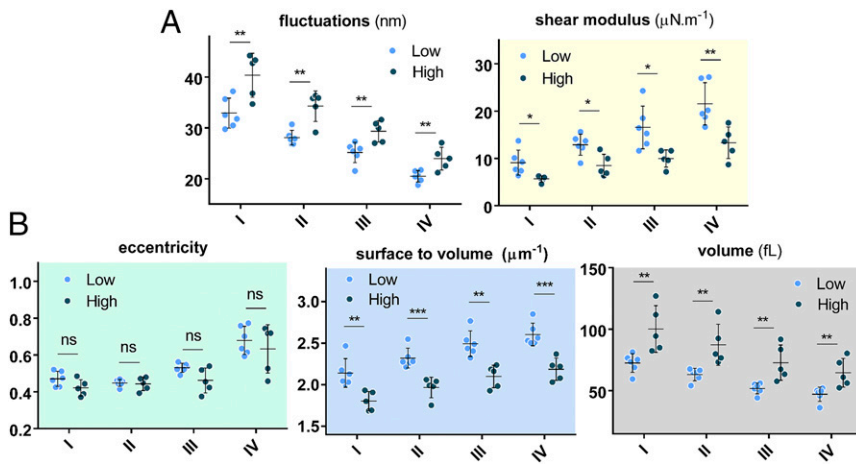 A
fluctuations (nm)
** ** ** **
Low
High
40
30
20
I II III IV
shear modulus (μN.m-1)
* * * **
Low
High
30
20
10
0
I II III IV
B
eccentricity
Low
High
ns ns ns ns
1.0
0.8
0.6
0.4
0.2
I II III IV
surface to volume (μm⁻¹)
Low
High
** *** ** ***
3.0
2.5
2.0
1.5
I II III IV
volume (fL)
** ** ** **
Low
High
150
100
50
I II III IV